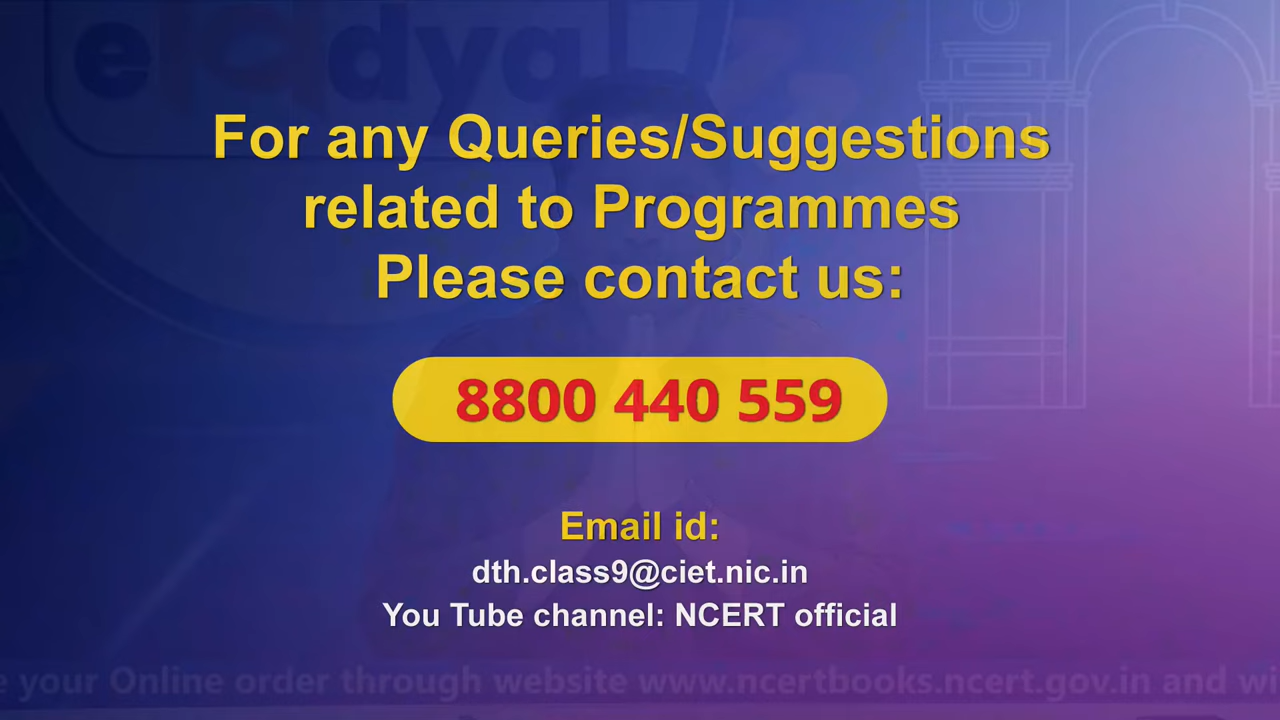 For any Queries/Suggestions
related to Programmes
Please contact us:
8800 440 559
Email id:
dth.class9@ciet.nic.in
You Tube channel: NCERT official
e your Online order through website www.ncertbooks.ncert.gov.in and wi